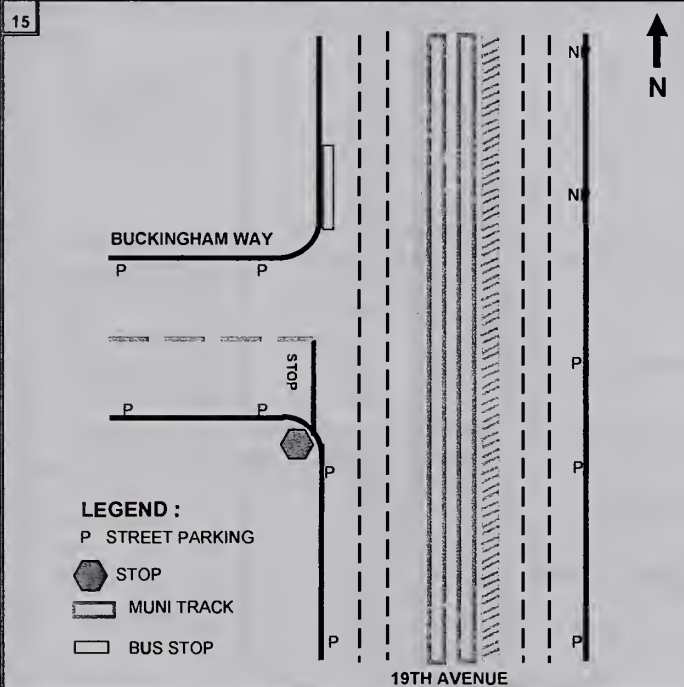 15
N
N
BUCKINGHAM WAY
P P
N
P
STOP
P P
P
P
LEGEND :
P STREET PARKING
STOP
MUNI TRACK
BUS STOP
P
P
19TH AVENUE